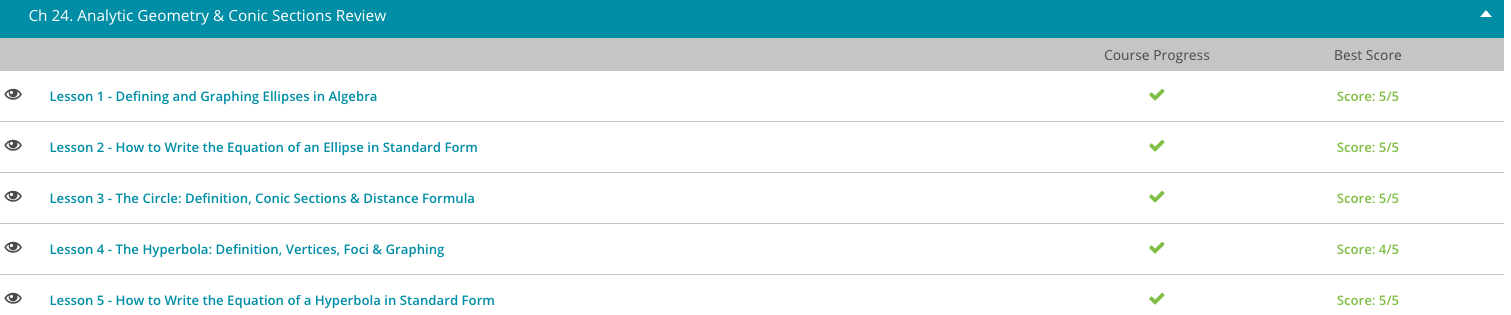 Ch 24. Analytic Geometry & Conic Sections Review
Course Progress Best Score
Lesson 1 - Defining and Graphing Ellipses in Algebra Score: 5/5
Lesson 2 - How to Write the Equation of an Ellipse in Standard Form Score: 5/5
Lesson 3 - The Circle: Definition, Conic Sections & Distance Formula Score: 5/5
Lesson 4 - The Hyperbola: Definition, Vertices, Foci & Graphing Score: 4/5
Lesson 5 - How to Write the Equation of a Hyperbola in Standard Form Score: 5/5